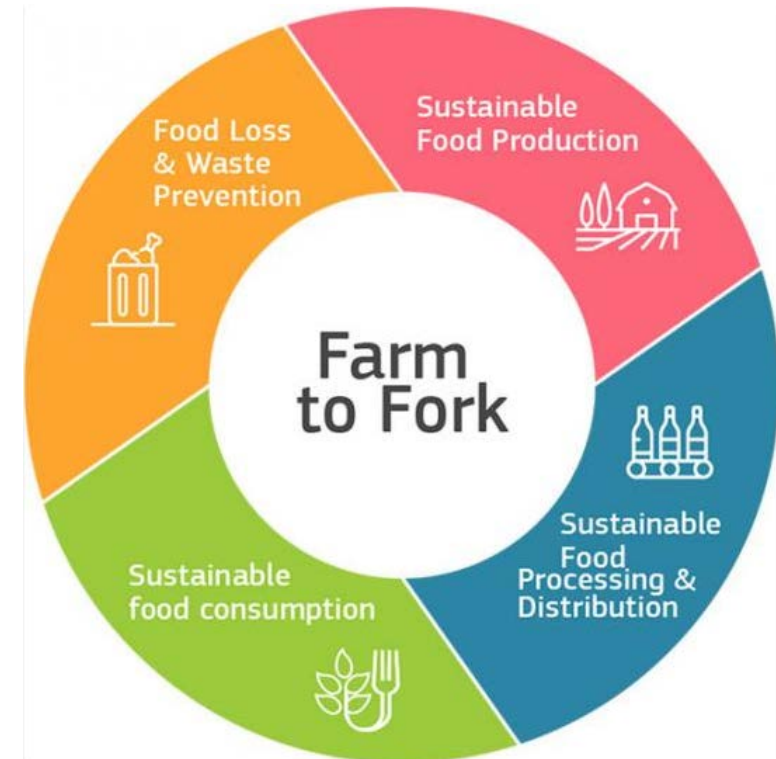 Farm
to Fork
Sustainable
Food Production
Sustainable
Food
Processing &
Distribution
Sustainable
food consumption
Food Loss
& Waste
Prevention